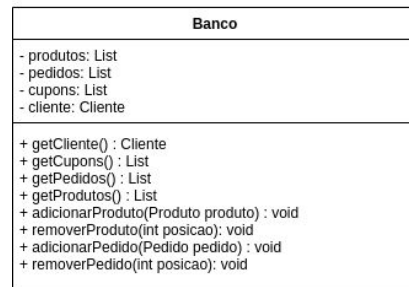 Banco
- produtos: List
- pedidos: List
- cupons: List
- cliente: Cliente
+ getCliente() : Cliente
+ getCupons() : List
+ getPedidos() : List
+ getProdutos() : List
+ adicionarProduto(Produto produto) : void
+ removerProduto(int posicao): void
+ adicionarPedido(Pedido pedido) : void
+ removerPedido(int posicao): void